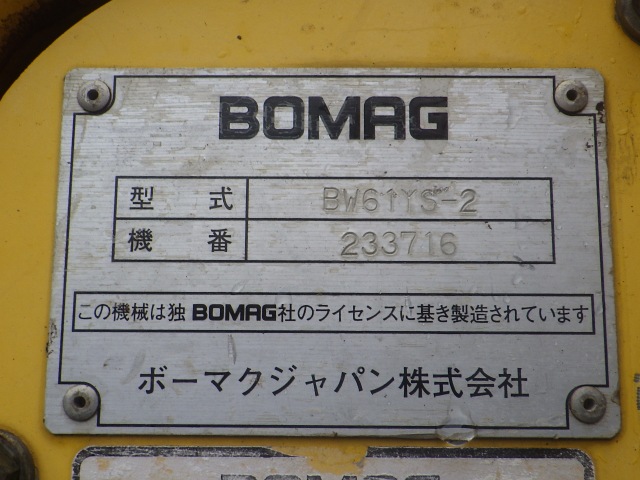 BOMAG
型式 BW61YS-2
機番 233716
この機械は独BOMAG社のライセンスに基き製造されています
ボーマクジャパン株式会社
BOMAG